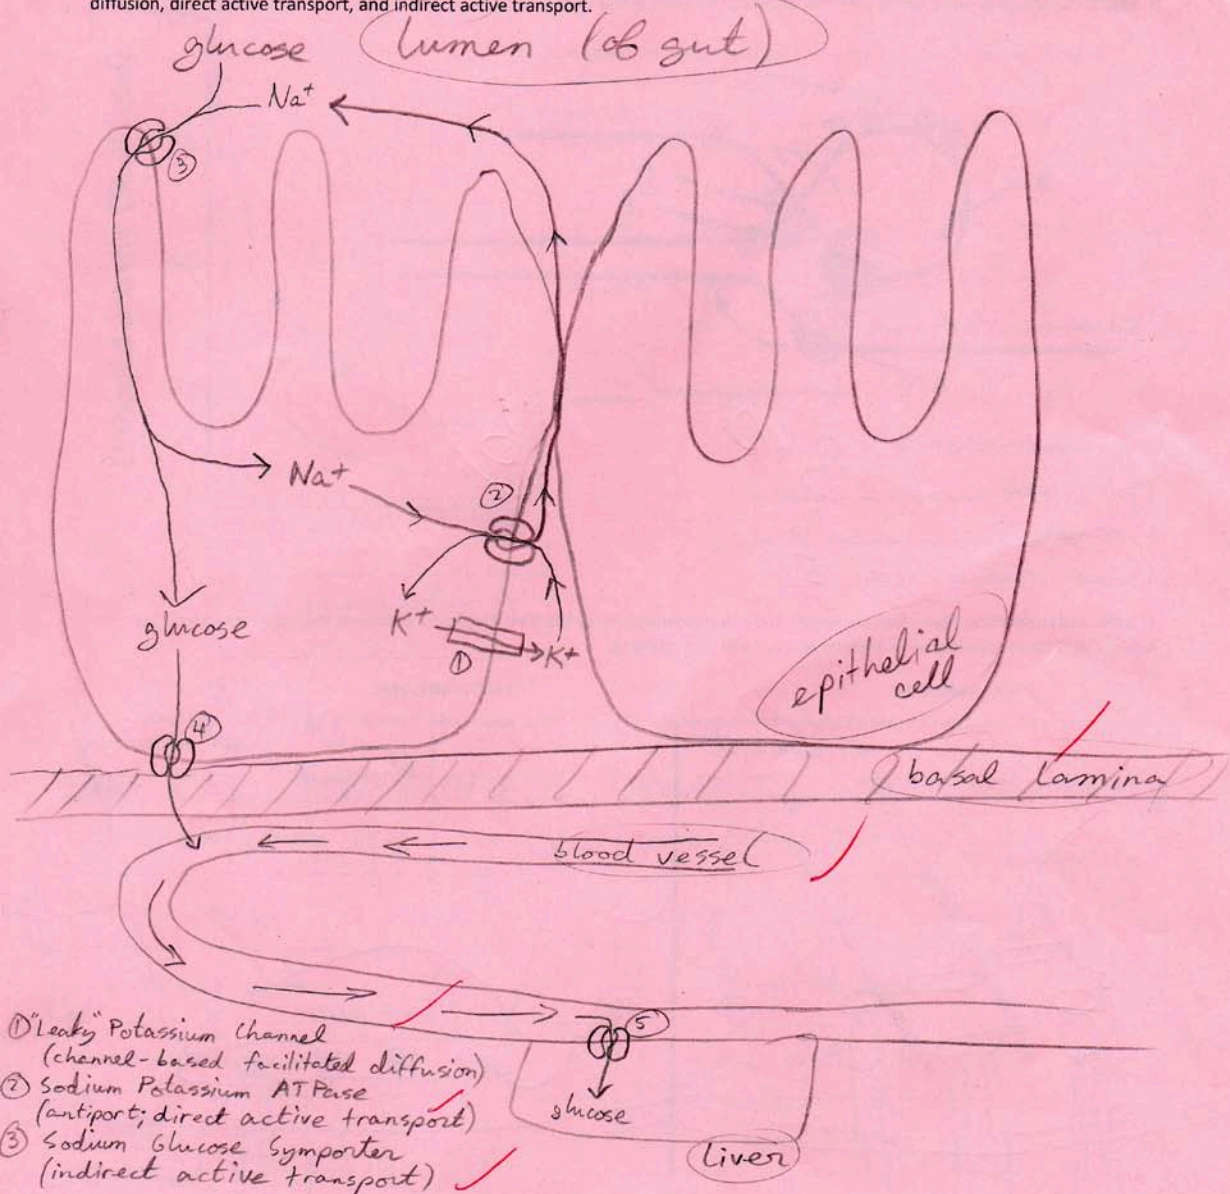 diffusion, direct active transport, and indirect active transport.
glucose
lumen (of gut)
Na+
③
②
Na+
K+
①
K+
glucose
epithelial
cell
④
basal lamina
blood vessel
① "Leaky" Potassium Channel
(channel-based facilitated diffusion)
② Sodium Potassium ATPase
(antiport; direct active transport)
③ Sodium Glucose Symporter
(indirect active transport)
⑤
glucose
Liver